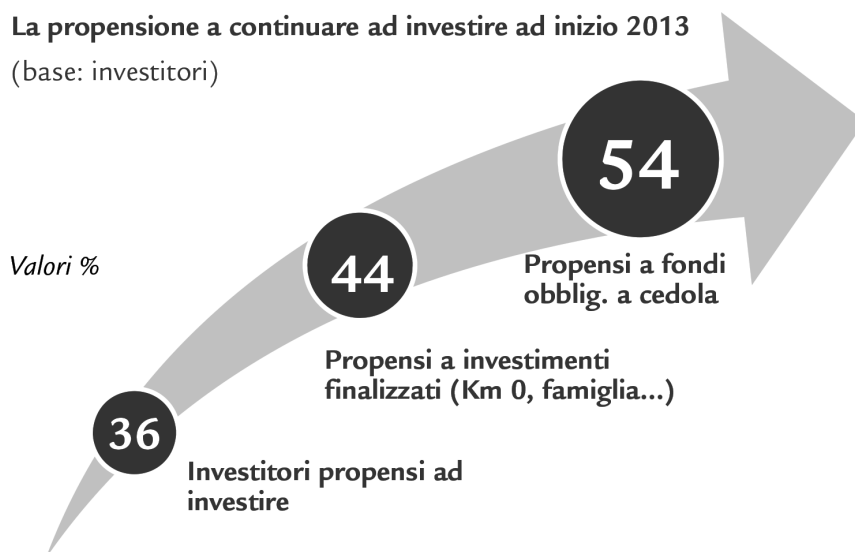 La propensione a continuare ad investire ad inizio 2013
(base: investitori)
54
Valori %
44
Propensi a fondi
obblig. a cedola
Propensi a investimenti
finalizzati (Km 0, famiglia...)
36
Investitori propensi ad
investire